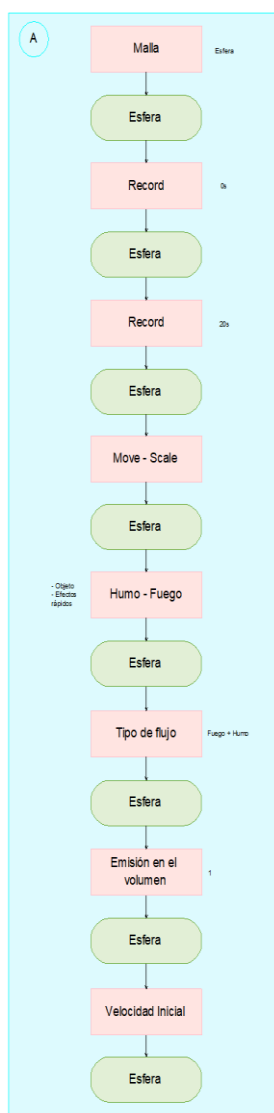 A
Malla
Esfera
Esfera
Record
0s
Esfera
Record
20s
Esfera
Move - Scale
Esfera
- Objeto
- Efectos
rápidos
Humo - Fuego
Esfera
Tipo de flujo
Fuego + Humo
Esfera
Emisión en el
volumen
1
Esfera
Velocidad Inicial
Esfera